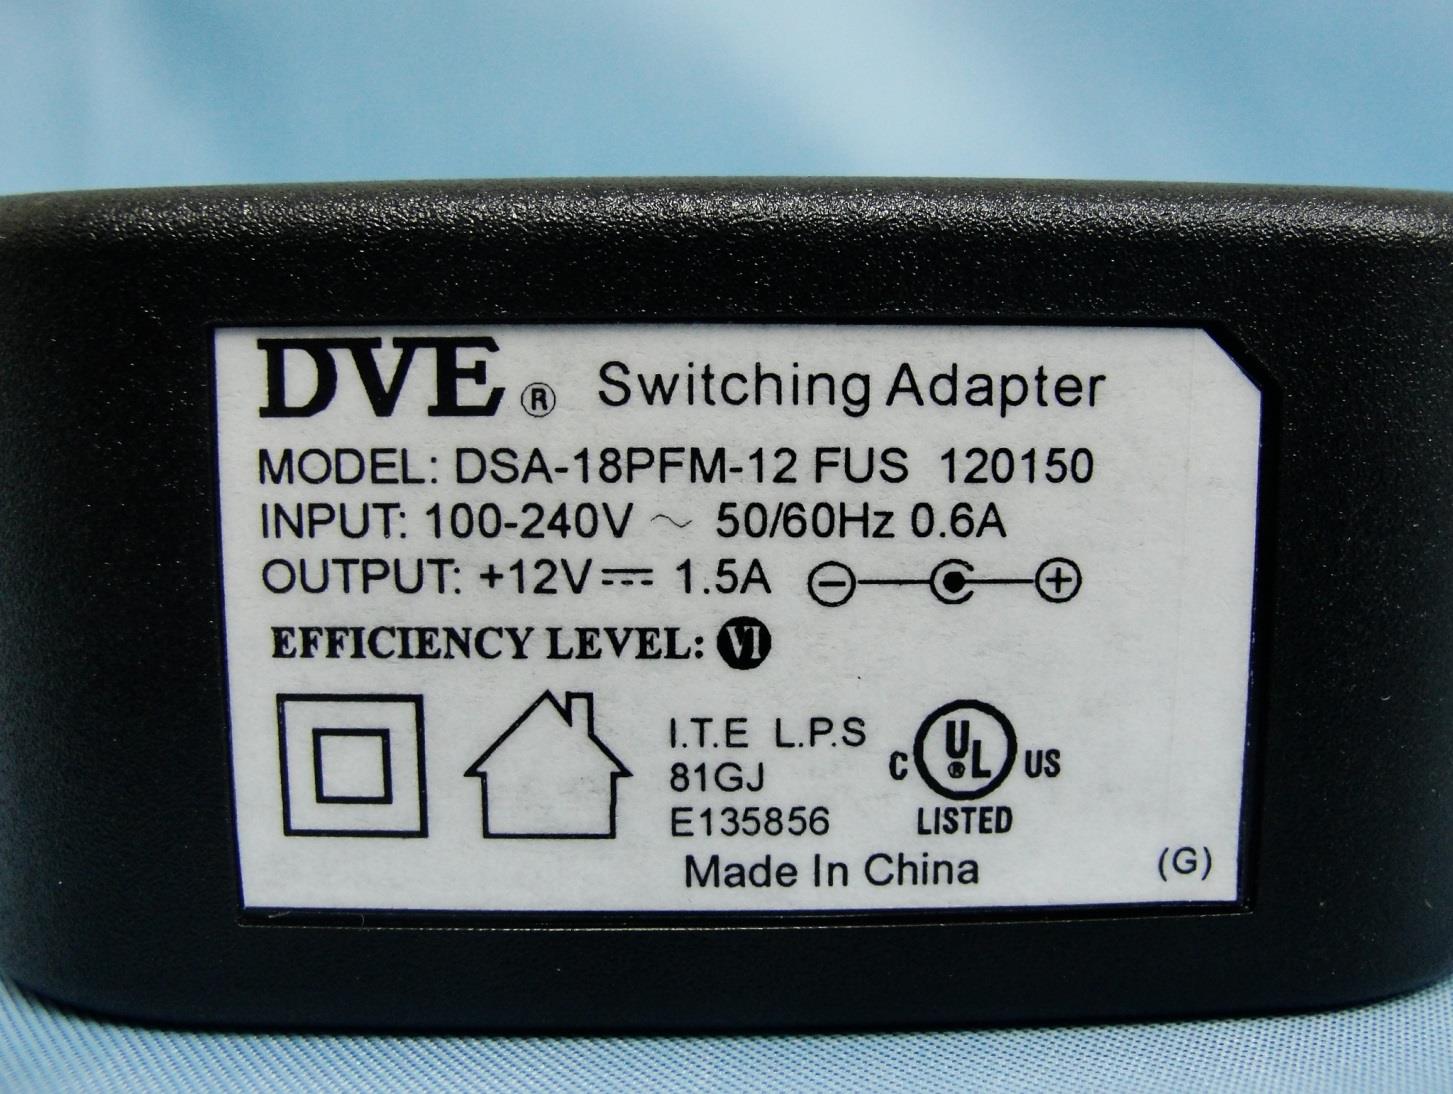 DVE® Switching Adapter
MODEL: DSA-18PFM-12 FUS 120150
INPUT: 100-240V ~ 50/60Hz 0.6A
OUTPUT: +12V⎓ 1.5A
EFFICIENCY LEVEL: VI
I.T.E L.P.S
81GJ
E135856
C UL® US
LISTED
Made In China
(G)